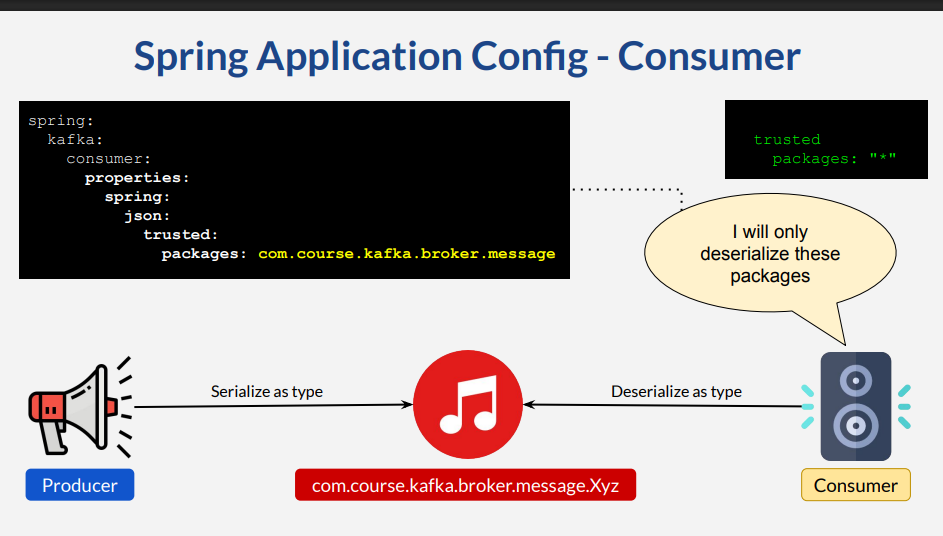 Spring Application Config - Consumer
spring:
kafka:
consumer:
properties:
spring:
json:
trusted:
packages: com.course.kafka.broker.message
trusted
packages: "*"
I will only
deserialize these
packages
Serialize as type
Deserialize as type
Producer
com.course.kafka.broker.message.Xyz
Consumer